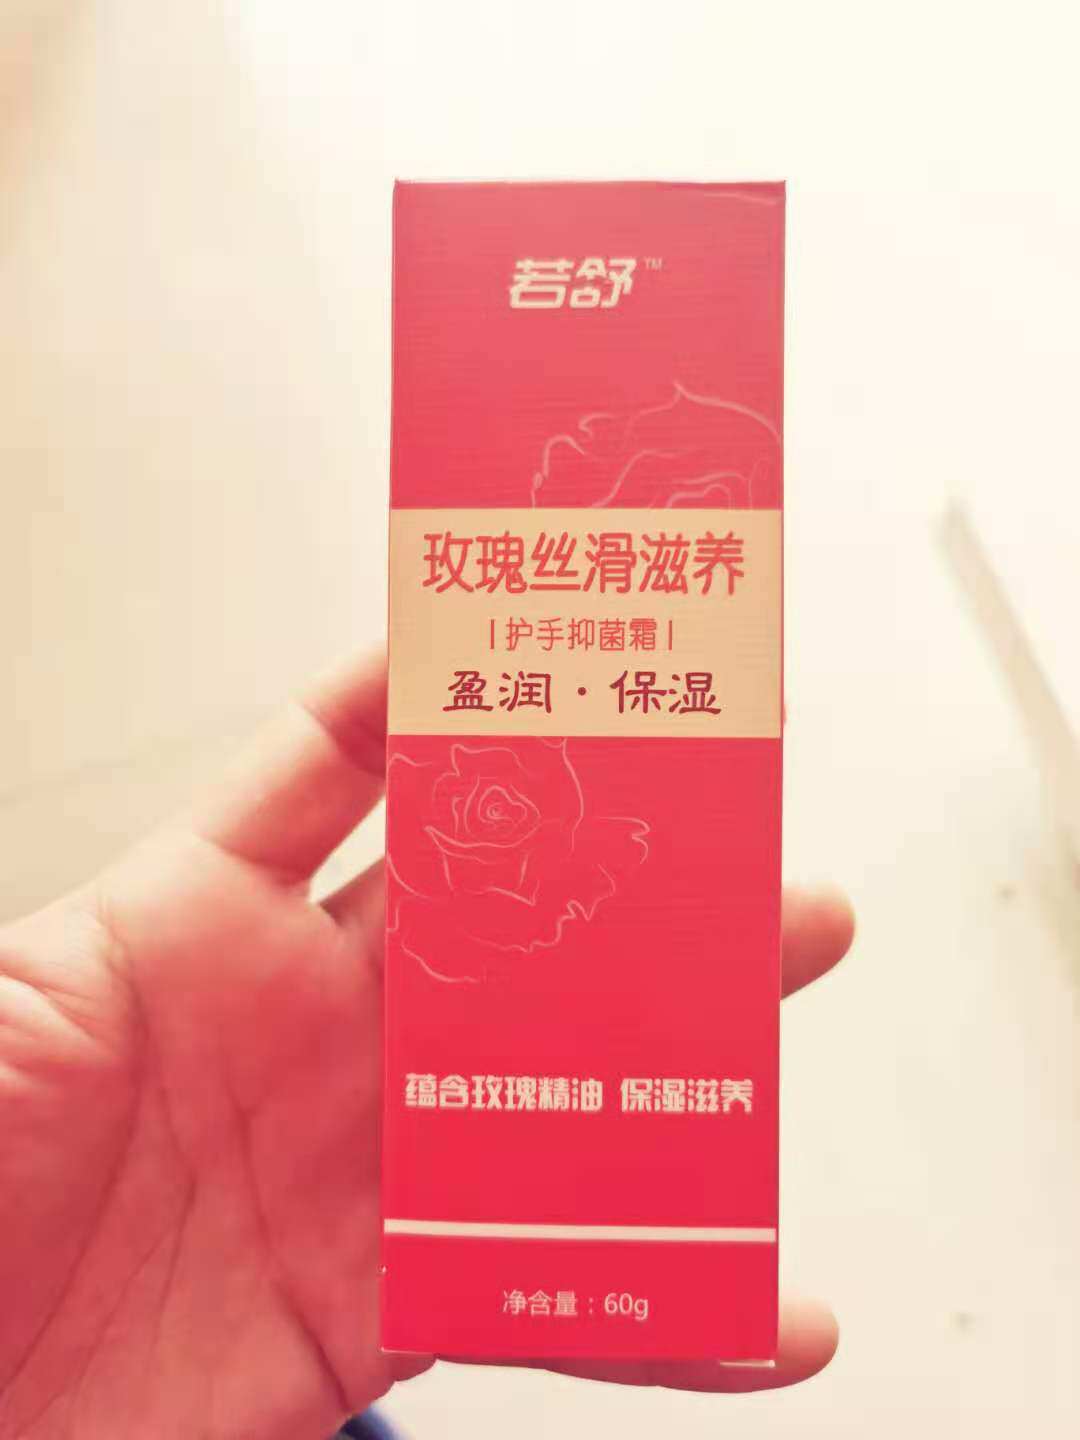 若舒™
玫瑰丝滑滋养
|护手抑菌霜|
盈润·保湿
蕴含玫瑰精油 保湿滋养
净含量：60g